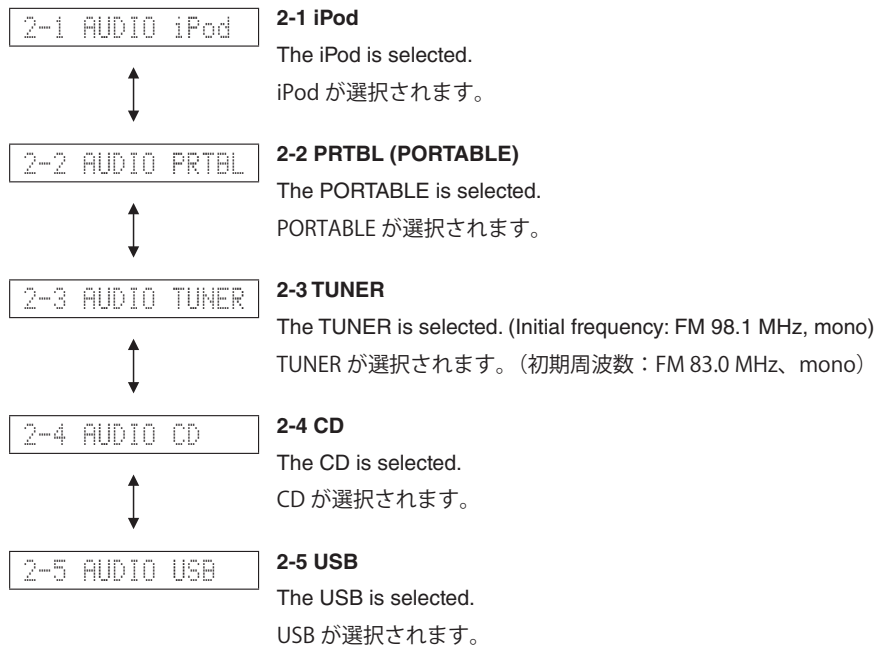 2-1 AUDIO iPod
2-1 iPod
The iPod is selected.
iPod が選択されます。
2-2 AUDIO PRTBL
2-2 PRTBL (PORTABLE)
The PORTABLE is selected.
PORTABLE が選択されます。
2-3 AUDIO TUNER
2-3 TUNER
The TUNER is selected. (Initial frequency: FM 98.1 MHz, mono)
TUNER が選択されます。（初期周波数：FM 83.0 MHz、mono）
2-4 AUDIO CD
2-4 CD
The CD is selected.
CD が選択されます。
2-5 AUDIO USB
2-5 USB
The USB is selected.
USB が選択されます。